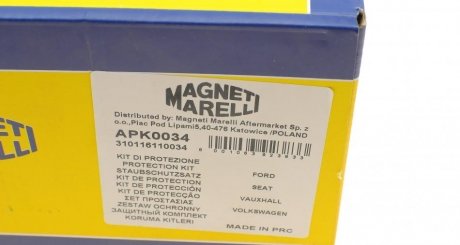 MAGNETI
MARELLI
Distributed by: Magneti Marelli Aftermarket Sp. z
o.o.,Plac Pod Lipami5,40-476 Katowice /POLAND
APK0034
310116110034
KIT DI PROTEZIONE
PROTECTION KIT
STAUBSCHUTZSATZ
KIT DE PROTECTION
KIT DE PROTECCIÓN
KIT DE PROTECÇÃO
ΣΕΤ ΠΡΟΣΤΑΣΙΑΣ
ZESTAW OCHRONNY
ЗАЩИТНЫЙ КОМПЛЕКТ
KORUMA KITLERI
FORD
SEAT
VAUXHALL
VOLKSWAGEN
MADE IN PRC
MAGNETI
MARELLI